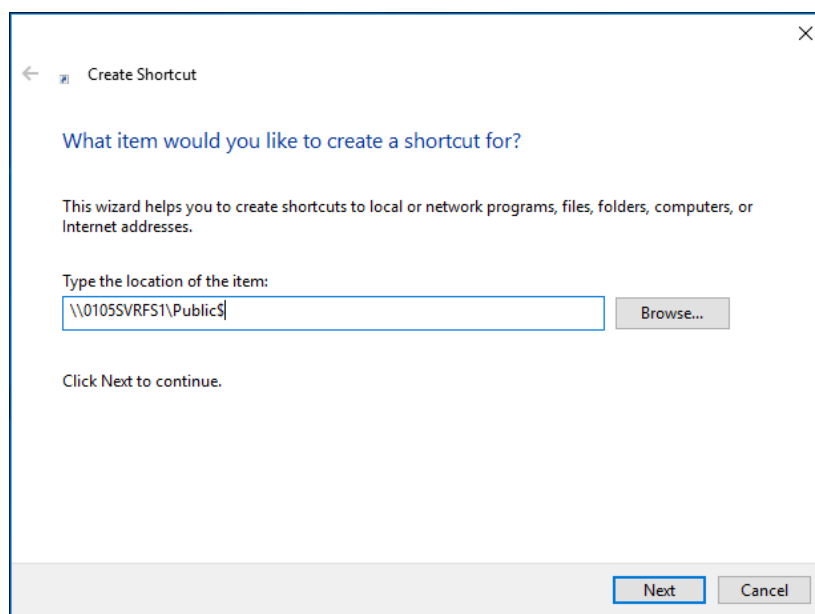 Create Shortcut
What item would you like to create a shortcut for?
This wizard helps you to create shortcuts to local or network programs, files, folders, computers, or
Internet addresses.
Type the location of the item:
\\0105SVRFS1\Public$
Browse...
Click Next to continue.
Next
Cancel